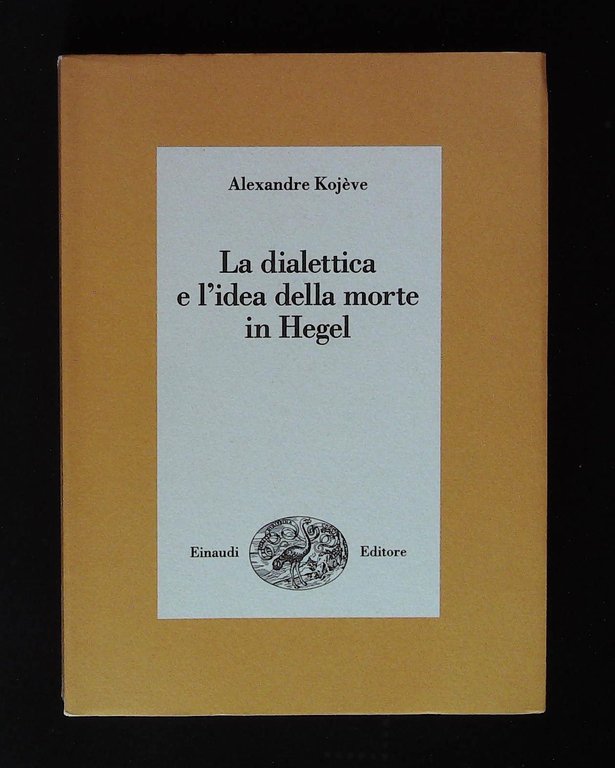 Alexandre Kojève
La dialettica
e l'idea della morte
in Hegel
Einaudi
Editore